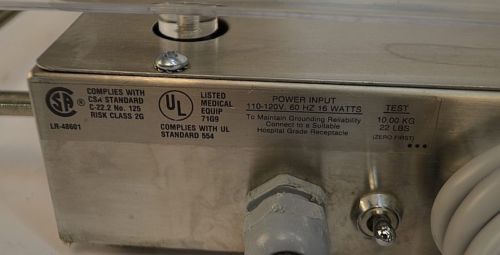 COMPLIES WITH
CSA STANDARD
C-22.2 No. 125
RISK CLASS 2G
SA
®
LR-48601
UL
®
LISTED
MEDICAL
EQUIP
71G9
COMPLIES WITH UL
STANDARD 554
POWER INPUT
110-120V. 60 HZ 16 WATTS
To Maintain Grounding Reliability
Connect to a Suitable
Hospital Grade Receptacle
TEST
10.00 KG
22 LBS
(ZERO FIRST)